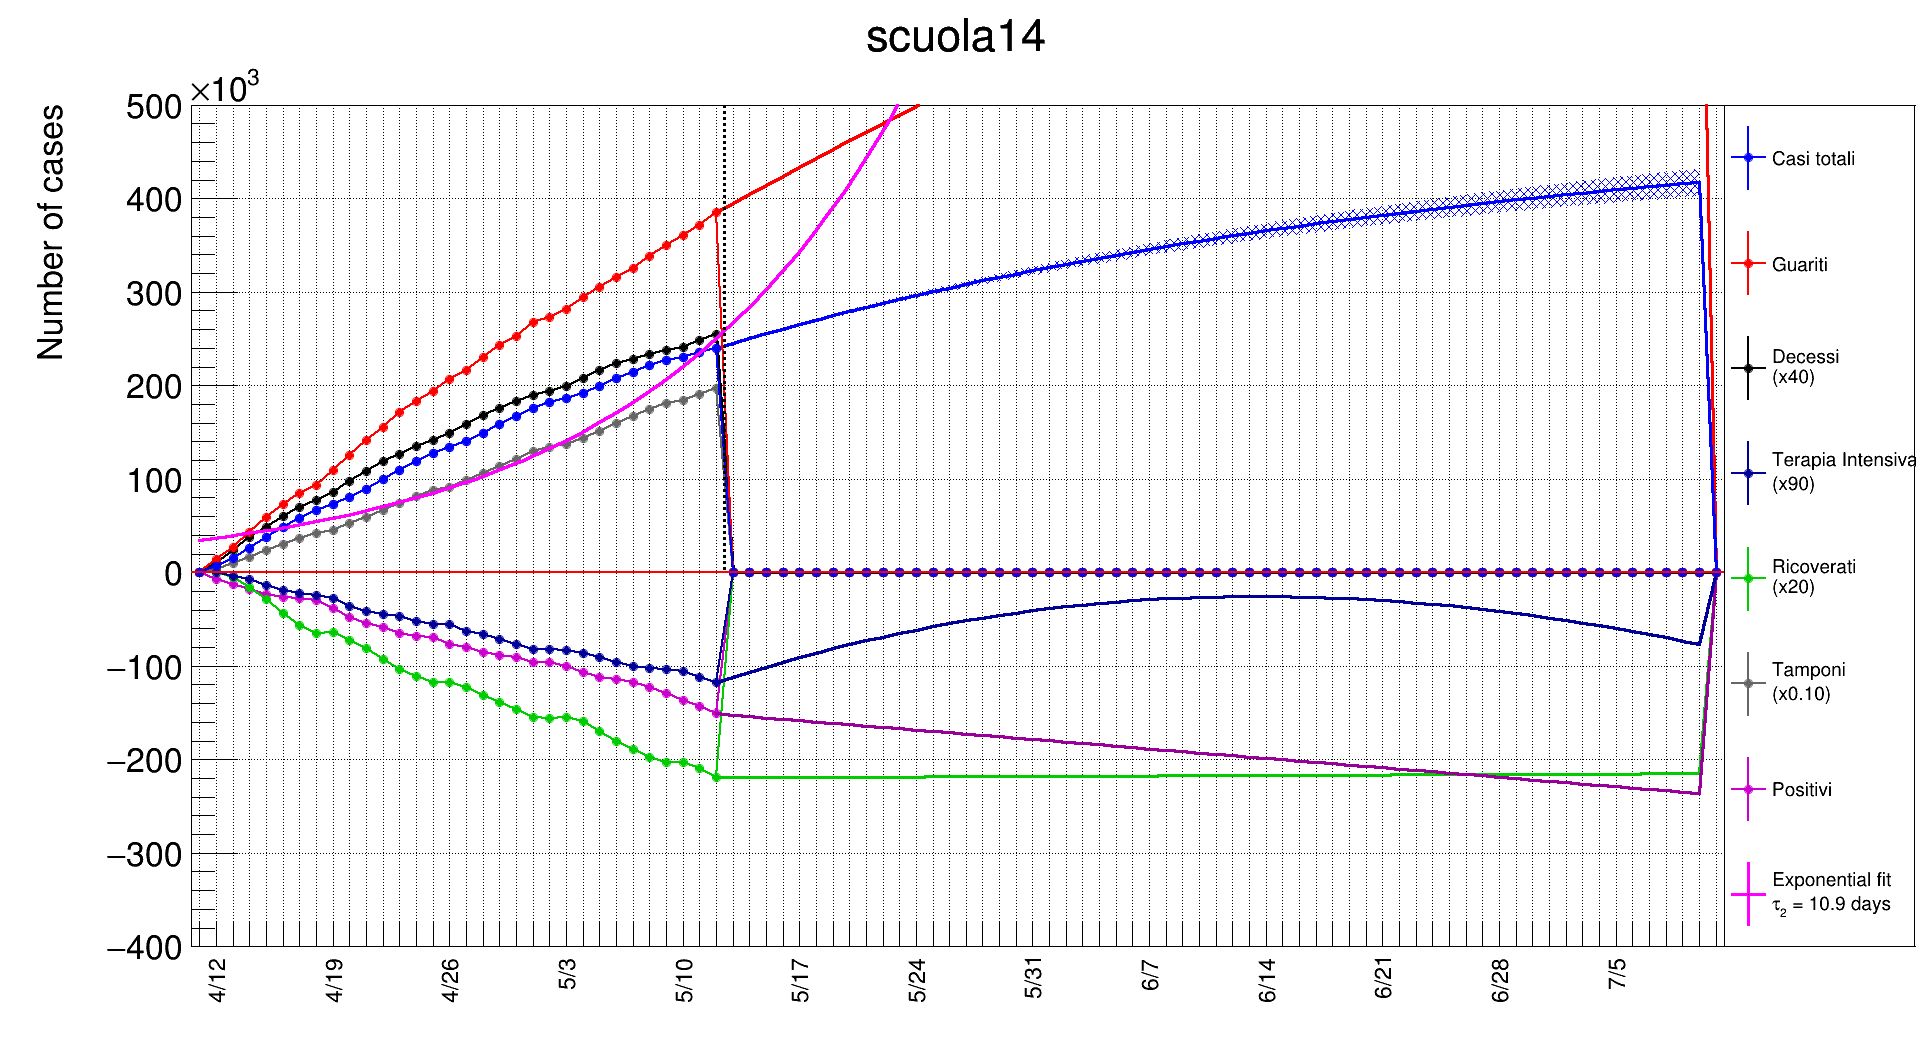 scuola14
×10³
Number of cases
500
400
300
200
100
0
−100
−200
−300
−400
4/12
4/19
4/26
5/3
5/10
5/17
5/24
5/31
6/7
6/14
6/21
6/28
7/5
Casi totali
Guariti
Decessi
(x40)
Terapia Intensiva
(x90)
Ricoverati
(x20)
Tamponi
(x0.10)
Positivi
Exponential fit
τ₂ = 10.9 days